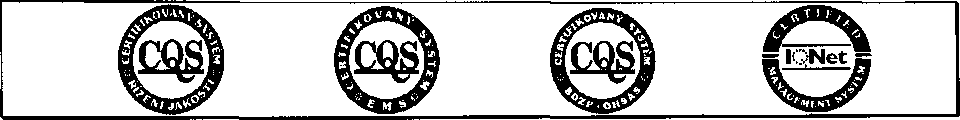 CERTIFIKOVANÝ SYSTÉM
CQS
ŘÍZENÍ JAKOSTI
CERTIFIKOVANÝ SYSTÉM
CQS
EMS
CERTIFIKOVANÝ SYSTÉM
CQS
BOZP - OHSAS
CERTIFIED
IQNet
MANAGEMENT SYSTEM